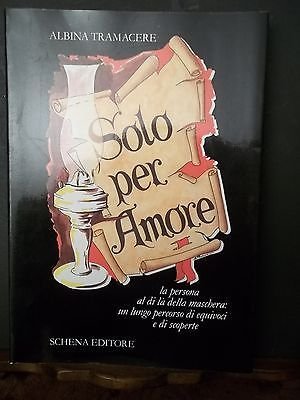 ALBINA TRAMACERE
Solo
per
Amore
la persona
al di là della maschera:
un lungo percorso di equivoci
e di scoperte
SCHENA EDITORE